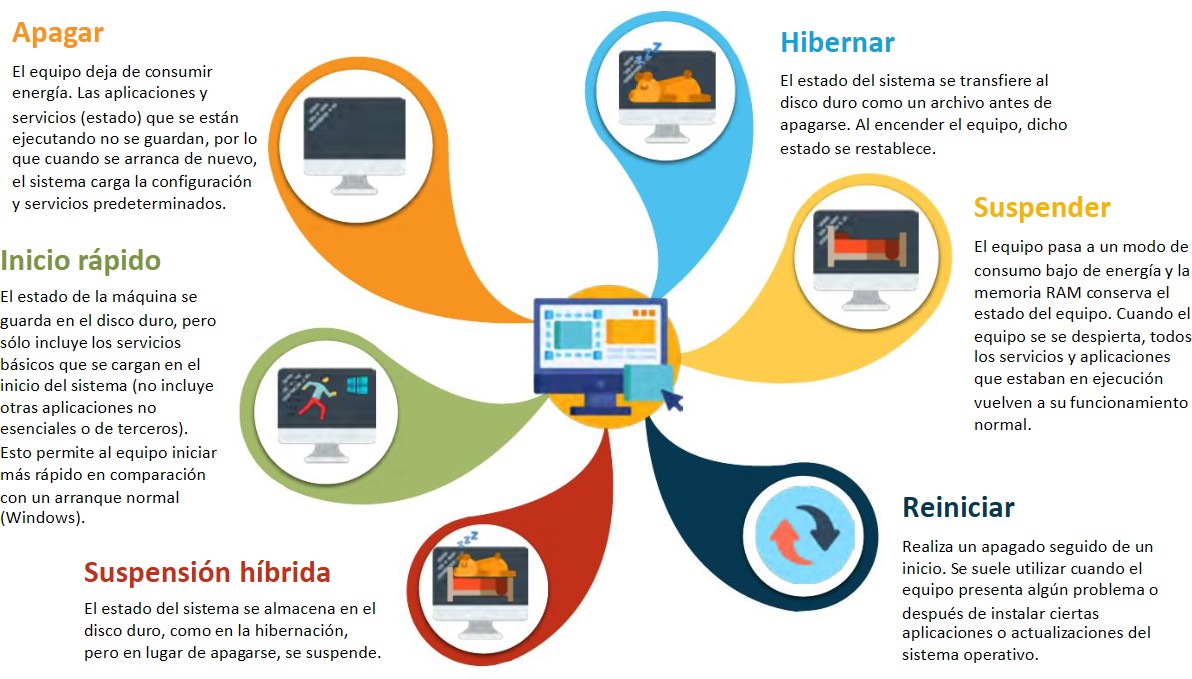 Apagar
El equipo deja de consumir
energía. Las aplicaciones y
servicios (estado) que se están
ejecutando no se guardan, por lo
que cuando se arranca de nuevo,
el sistema carga la configuración
y servicios predeterminados.
Hibernar
El estado del sistema se transfiere al
disco duro como un archivo antes de
apagarse. Al encender el equipo, dicho
estado se restablece.
Suspender
El equipo pasa a un modo de
consumo bajo de energía y la
memoria RAM conserva el
estado del equipo. Cuando el
equipo se se despierta, todos
los servicios y aplicaciones
que estaban en ejecución
vuelven a su funcionamiento
normal.
Inicio rápido
El estado de la máquina se
guarda en el disco duro, pero
sólo incluye los servicios
básicos que se cargan en el
inicio del sistema (no incluye
otras aplicaciones no
esenciales o de terceros).
Esto permite al equipo iniciar
más rápido en comparación
con un arranque normal
(Windows).
Reiniciar
Realiza un apagado seguido de un
inicio. Se suele utilizar cuando el
equipo presenta algún problema o
después de instalar ciertas
aplicaciones o actualizaciones del
sistema operativo.
Suspensión híbrida
El estado del sistema se almacena en el
disco duro, como en la hibernación,
pero en lugar de apagarse, se suspende.
zzz
zzz